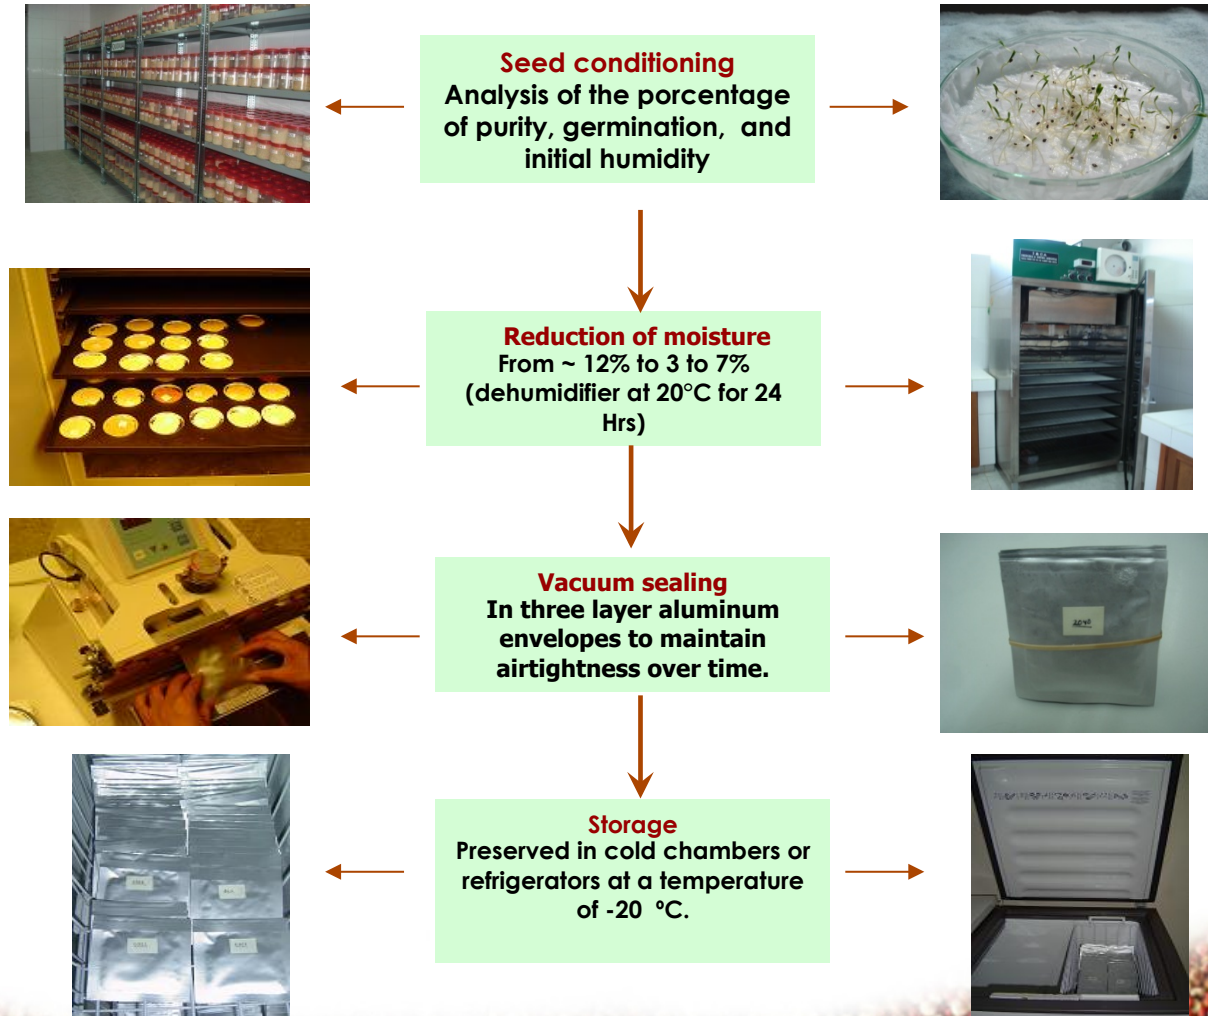 Seed conditioning
Analysis of the porcentage
of purity, germination, and
initial humidity
Reduction of moisture
From ~ 12% to 3 to 7%
(dehumidifier at 20°C for 24
Hrs)
Vacuum sealing
In three layer aluminum
envelopes to maintain
airtightness over time.
Storage
Preserved in cold chambers or
refrigerators at a temperature
of -20 ºC.